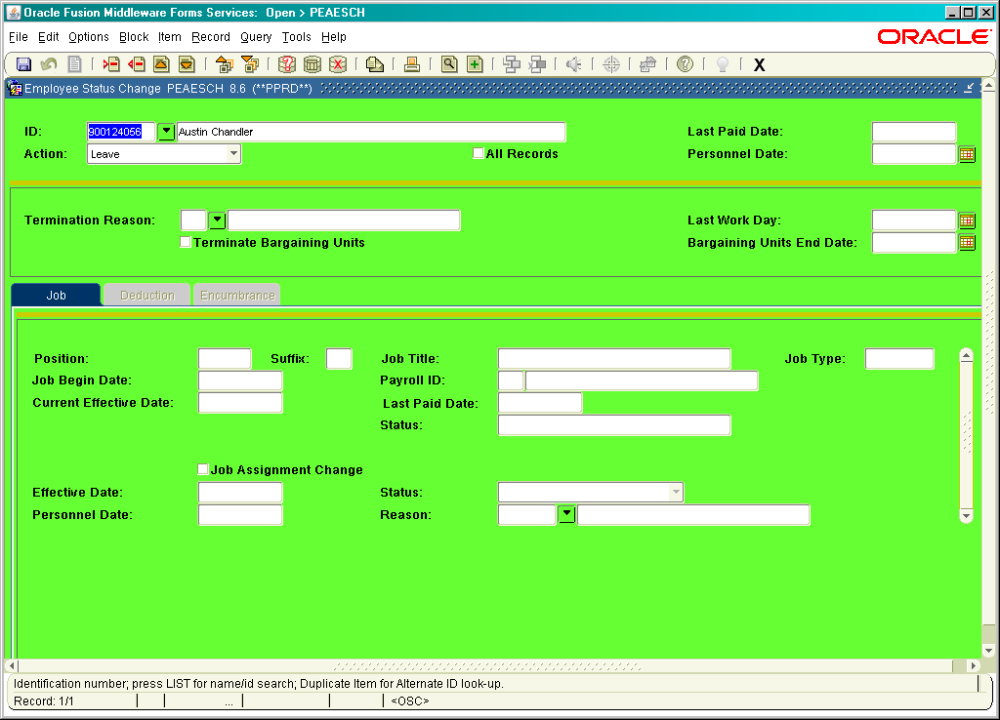 Oracle Fusion Middleware Forms Services: Open > PEAESCH
File Edit Options Block Item Record Query Tools Help
ORACLE
X
Employee Status Change PEAESCH 8.6 (**PPRD**)
ID: 900124056 Austin Chandler Last Paid Date:
Action: Leave All Records Personnel Date:
Termination Reason: Last Work Day:
Terminate Bargaining Units Bargaining Units End Date:
Job Deduction Encumbrance
Position: Suffix: Job Title: Job Type:
Job Begin Date: Payroll ID:
Current Effective Date: Last Paid Date:
Status:
Job Assignment Change
Effective Date: Status:
Personnel Date: Reason:
Identification number; press LIST for name/id search; Duplicate Item for Alternate ID look-up.
Record: 1/1 ... <OSC>